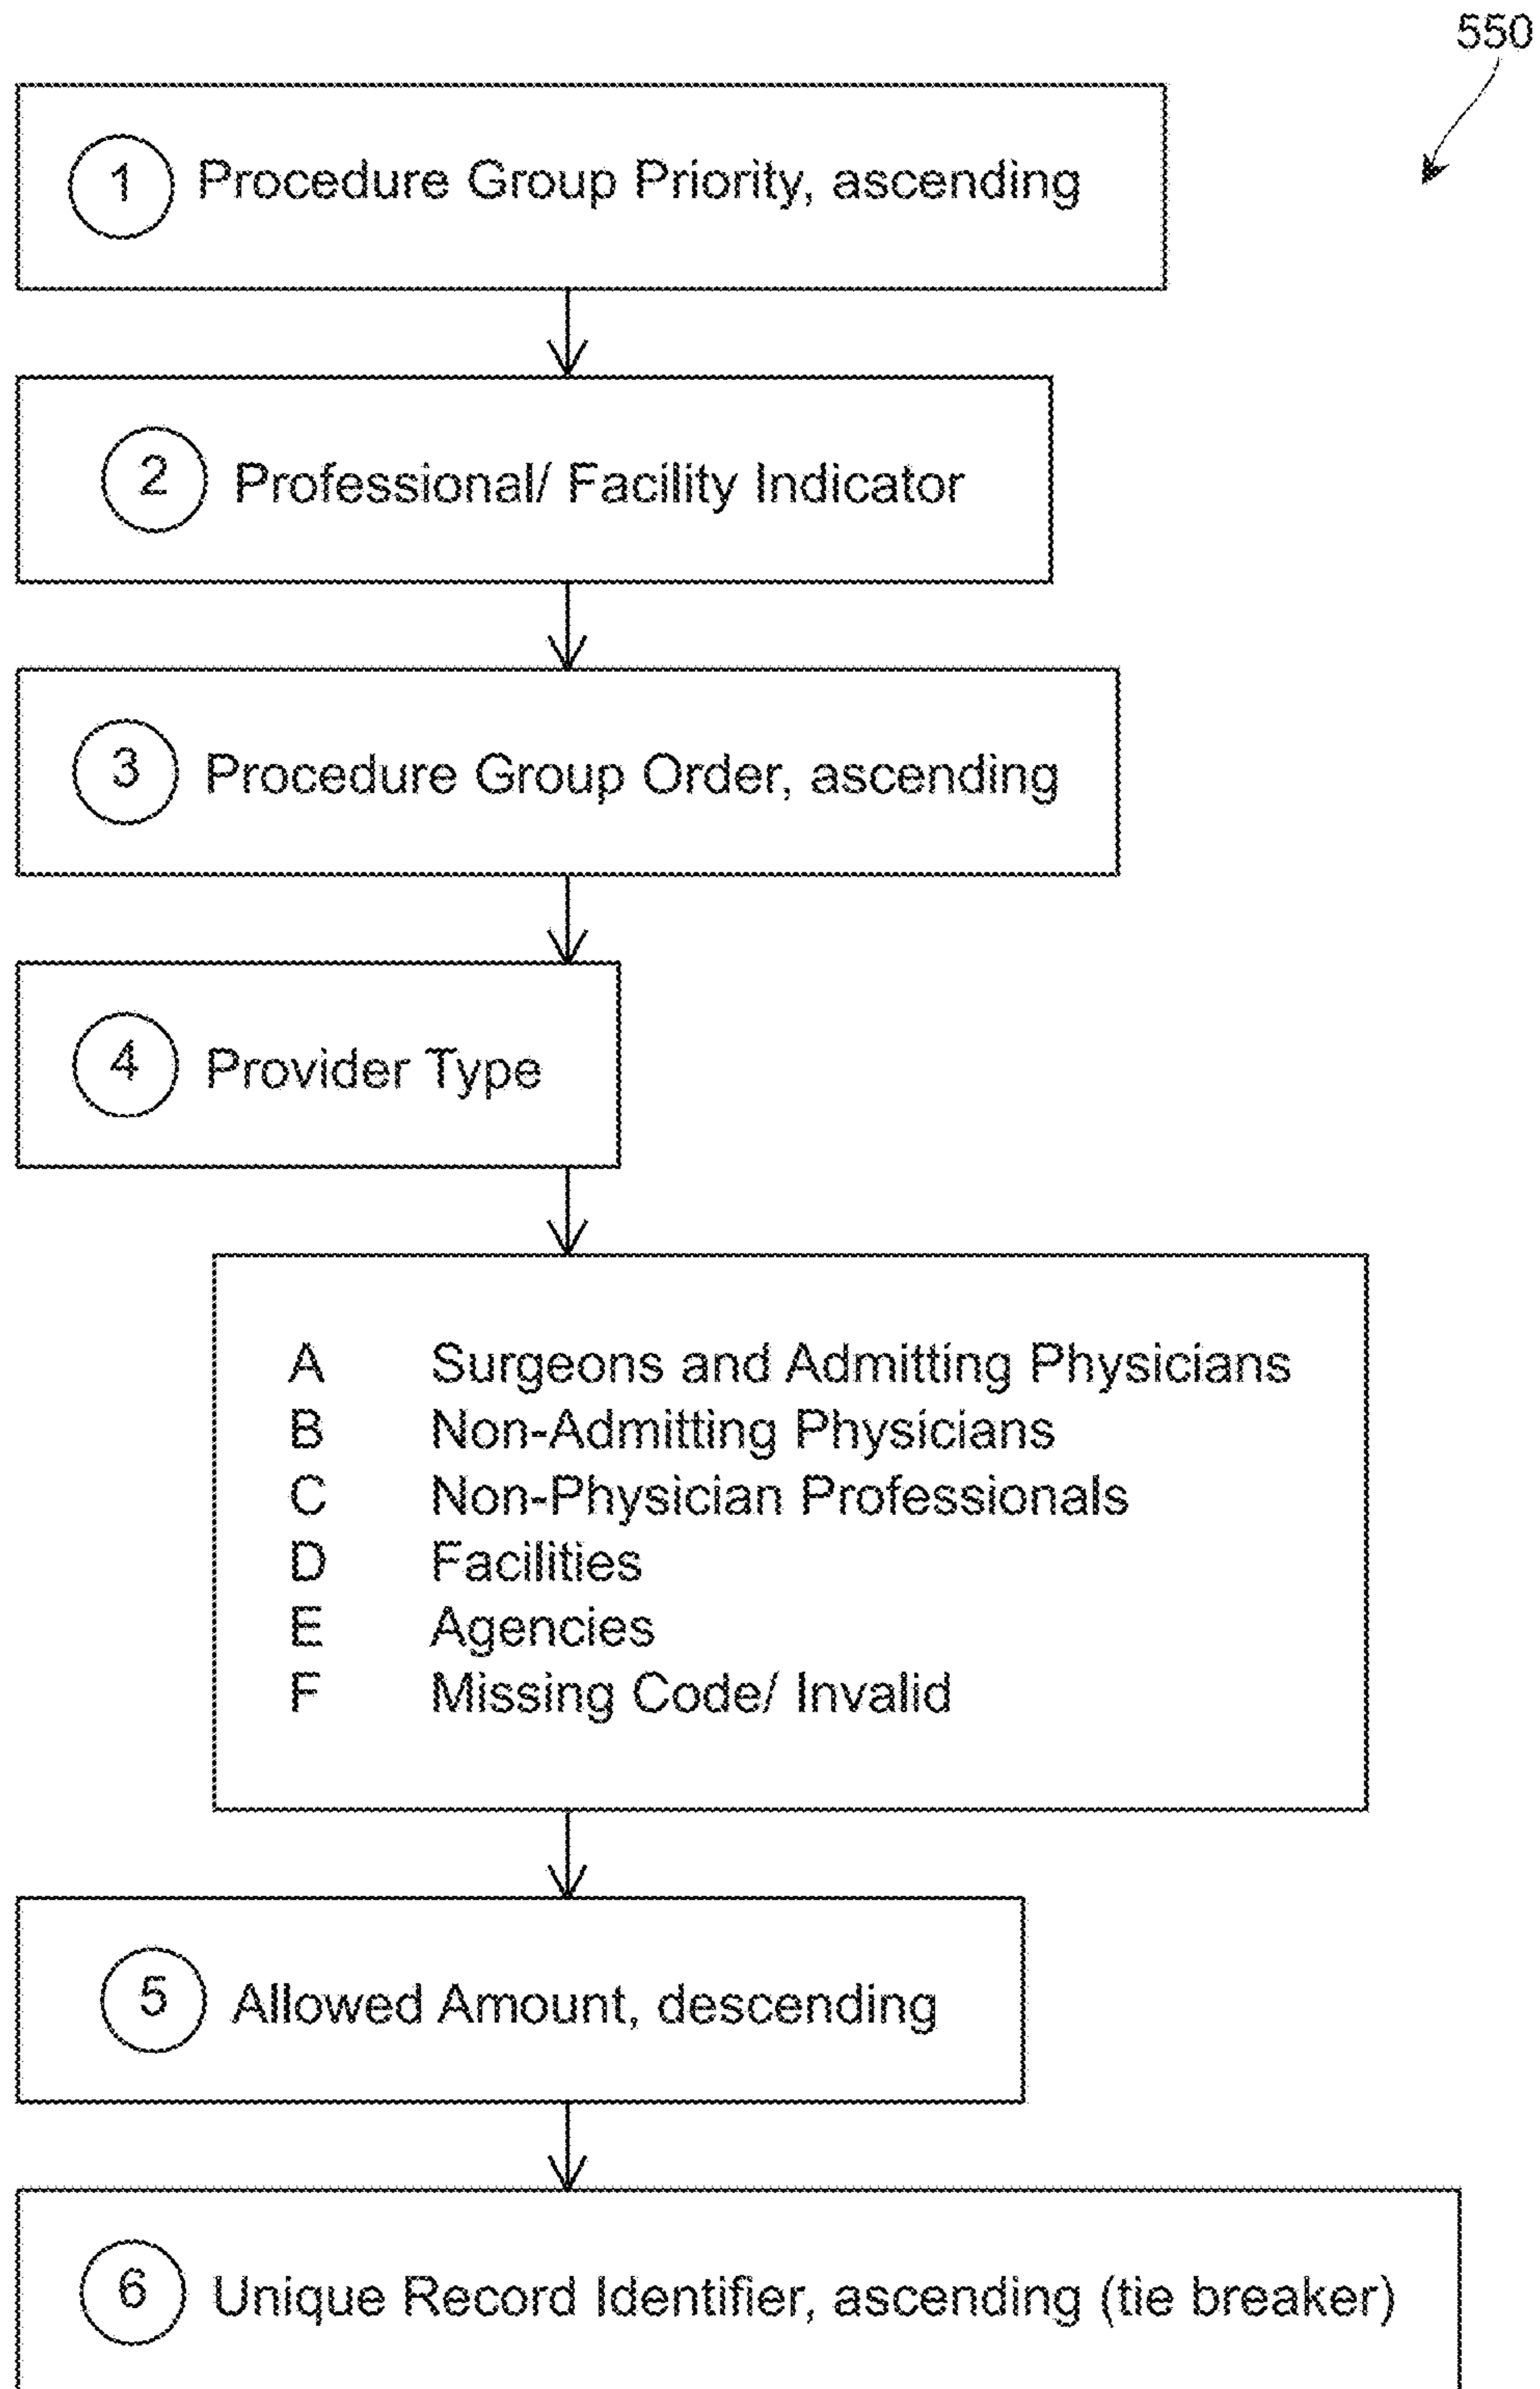 550
1 Procedure Group Priority, ascending
2 Professional/ Facility Indicator
3 Procedure Group Order, ascending
4 Provider Type
A Surgeons and Admitting Physicians
B Non-Admitting Physicians
C Non-Physician Professionals
D Facilities
E Agencies
F Missing Code/ Invalid
5 Allowed Amount, descending
6 Unique Record Identifier, ascending (tie breaker)